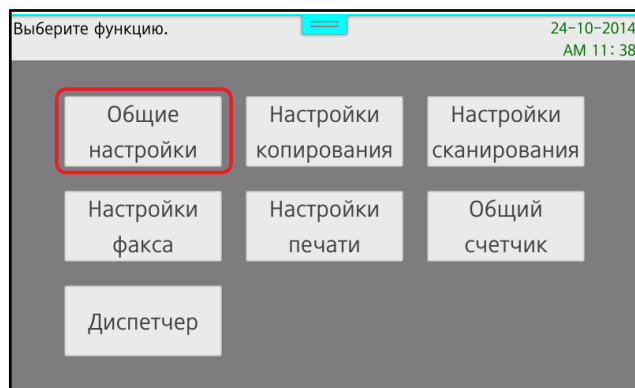 Выберите функцию.
24-10-2014
AM 11: 38
Общие
настройки
Настройки
копирования
Настройки
сканирования
Настройки
факса
Настройки
печати
Общий
счетчик
Диспетчер